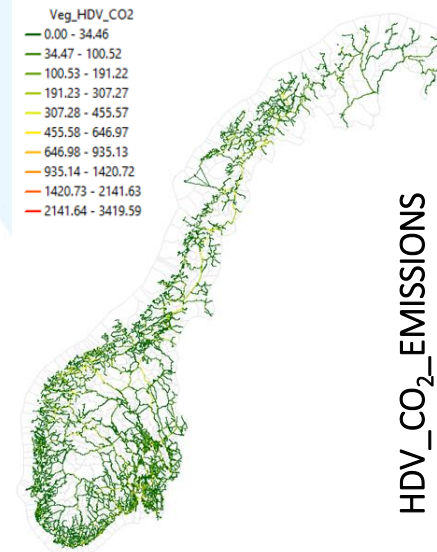 Veg_HDV_CO2
0.00 - 34.46
34.47 - 100.52
100.53 - 191.22
191.23 - 307.27
307.28 - 455.57
455.58 - 646.97
646.98 - 935.13
935.14 - 1420.72
1420.73 - 2141.63
2141.64 - 3419.59
HDV_CO₂_EMISSIONS